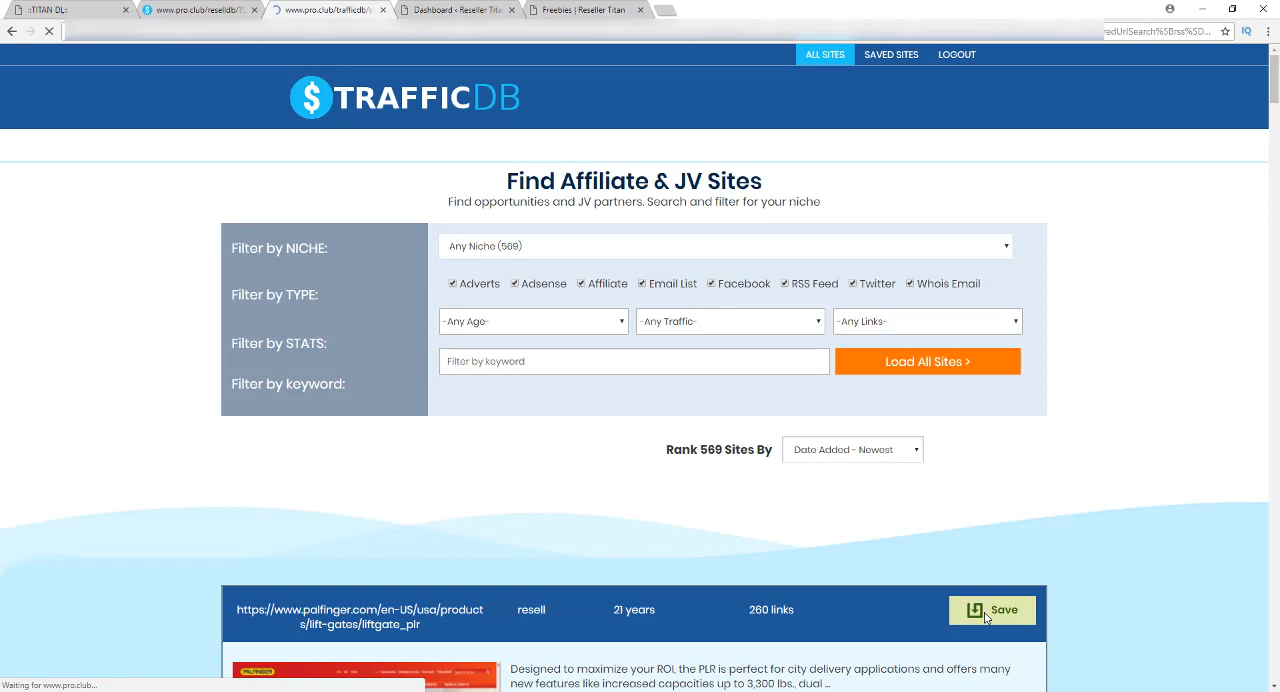 ::TITAN DL::
www.pro.club/reselldb/?S
www.pro.club/trafficdb/s
Dashboard ‹ Reseller Tita
Freebies | Reseller Titan
redUrlSearch%5Brss%5D...
IQ
ALL SITES
SAVED SITES
LOGOUT
$ TRAFFICDB
Find Affiliate & JV Sites
Find opportunities and JV partners. Search and filter for your niche
Filter by NICHE:
Any Niche (569)
Filter by TYPE:
Adverts Adsense Affiliate Email List Facebook RSS Feed Twitter Whois Email
Filter by STATS:
-Any Age- -Any Traffic- -Any Links-
Filter by keyword:
Filter by keyword
Load All Sites >
Rank 569 Sites By Date Added - Newest
https://www.palfinger.com/en-US/usa/product
s/lift-gates/liftgate_plr
resell
21 years
260 links
Save
PALFINGER
Designed to maximize your ROI, the PLR is perfect for city delivery applications and offers many
new features like increased capacities up to 3,300 lbs., dual ...
Waiting for www.pro.club...